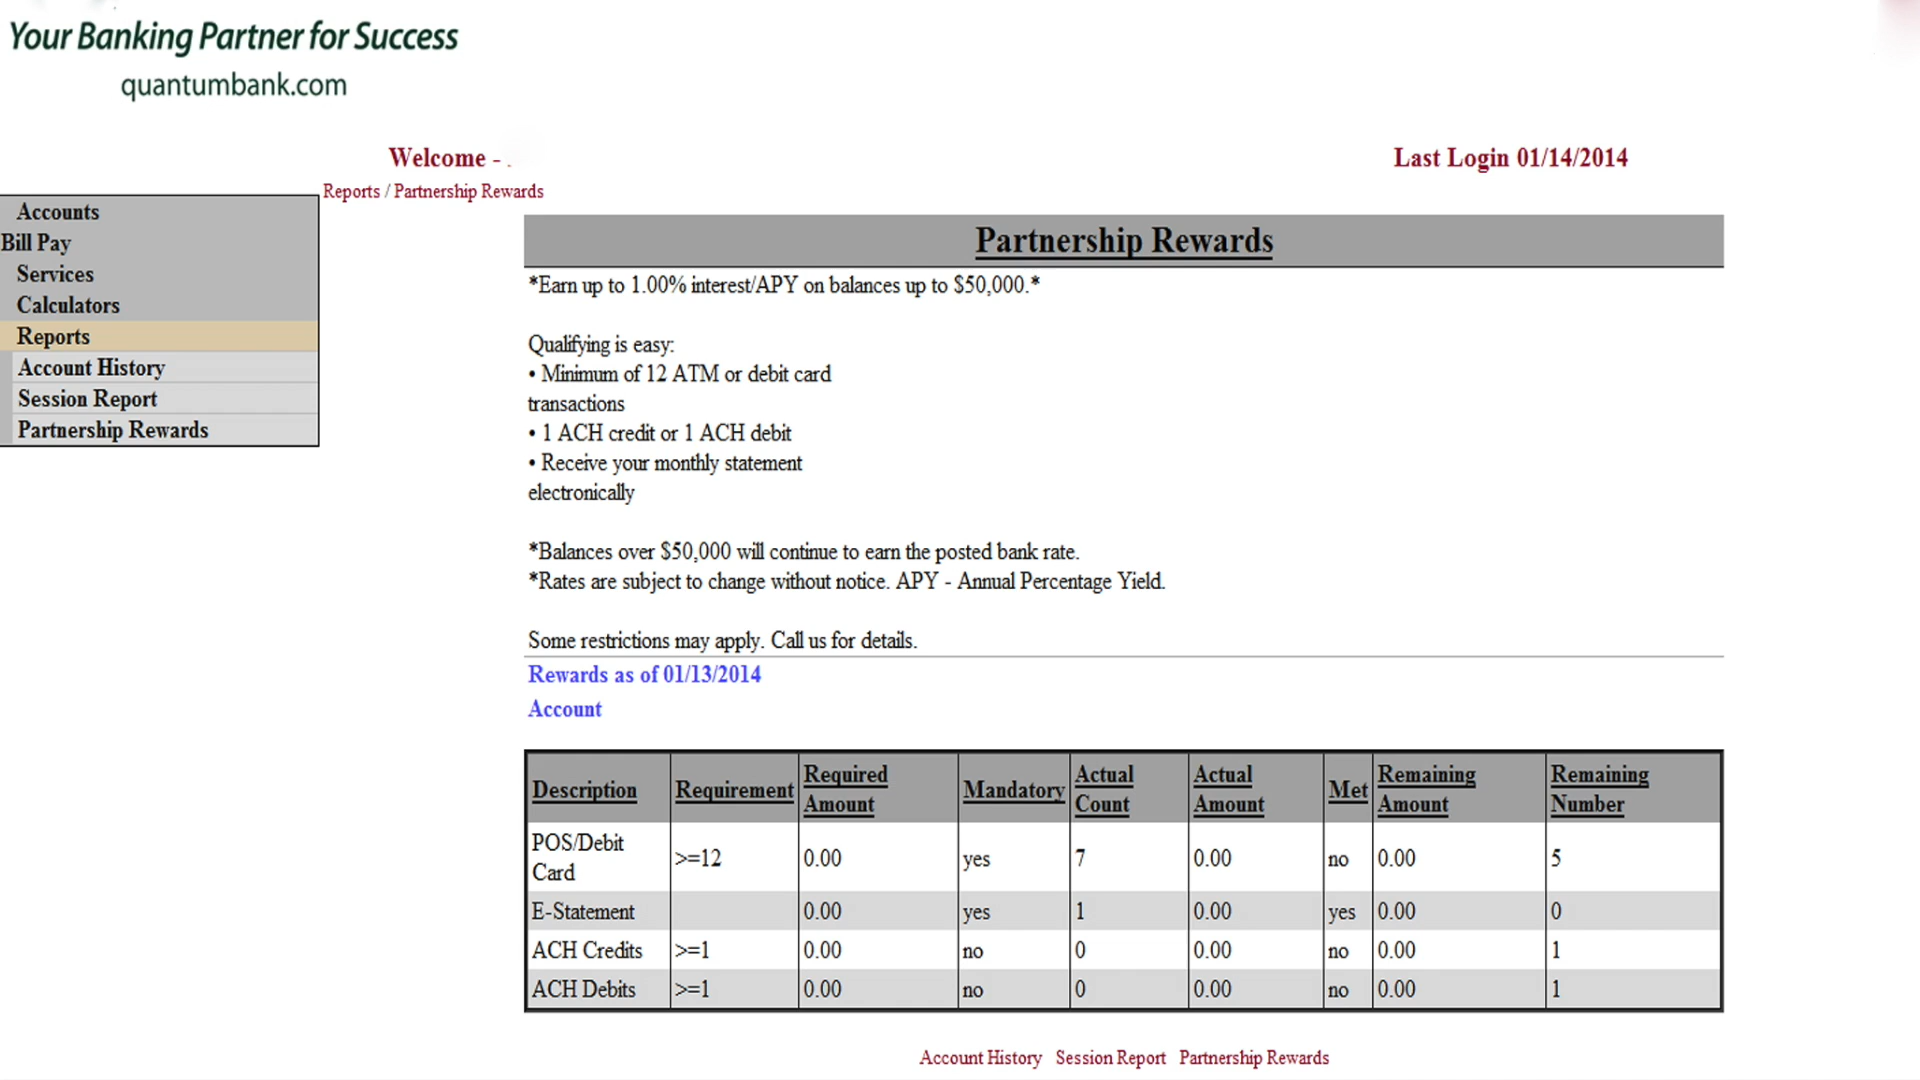 Your Banking Partner for Success
quantumbank.com
Welcome -
Last Login 01/14/2014
Reports / Partnership Rewards
Accounts
Bill Pay
Services
Calculators
Reports
Account History
Session Report
Partnership Rewards
Partnership Rewards
*Earn up to 1.00% interest/APY on balances up to $50,000.*
Qualifying is easy:
• Minimum of 12 ATM or debit card
transactions
• 1 ACH credit or 1 ACH debit
• Receive your monthly statement
electronically
*Balances over $50,000 will continue to earn the posted bank rate.
*Rates are subject to change without notice. APY - Annual Percentage Yield.
Some restrictions may apply. Call us for details.
Rewards as of 01/13/2014
Account
Description Requirement Required Amount Mandatory Actual Count Actual Amount Met Remaining Amount Remaining Number
POS/Debit Card >=12 0.00 yes 7 0.00 no 0.00 5
E-Statement 0.00 yes 1 0.00 yes 0.00 0
ACH Credits >=1 0.00 no 0 0.00 no 0.00 1
ACH Debits >=1 0.00 no 0 0.00 no 0.00 1
Account History Session Report Partnership Rewards